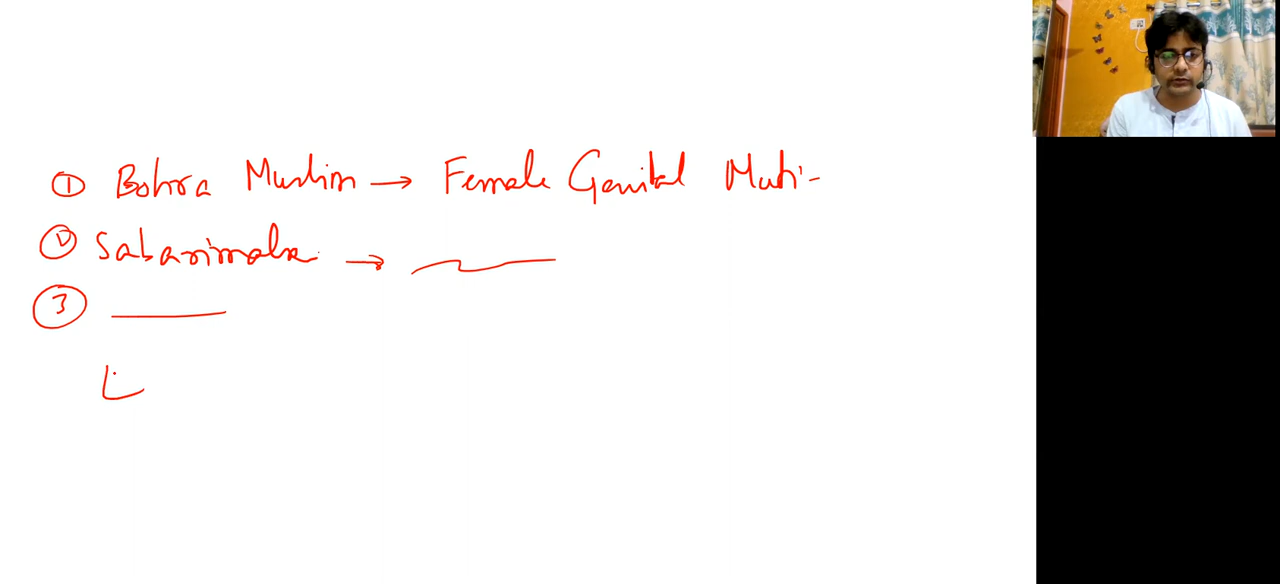 ① Bohra Muslim → Female Genital Muti-
② Sabarimala →
③